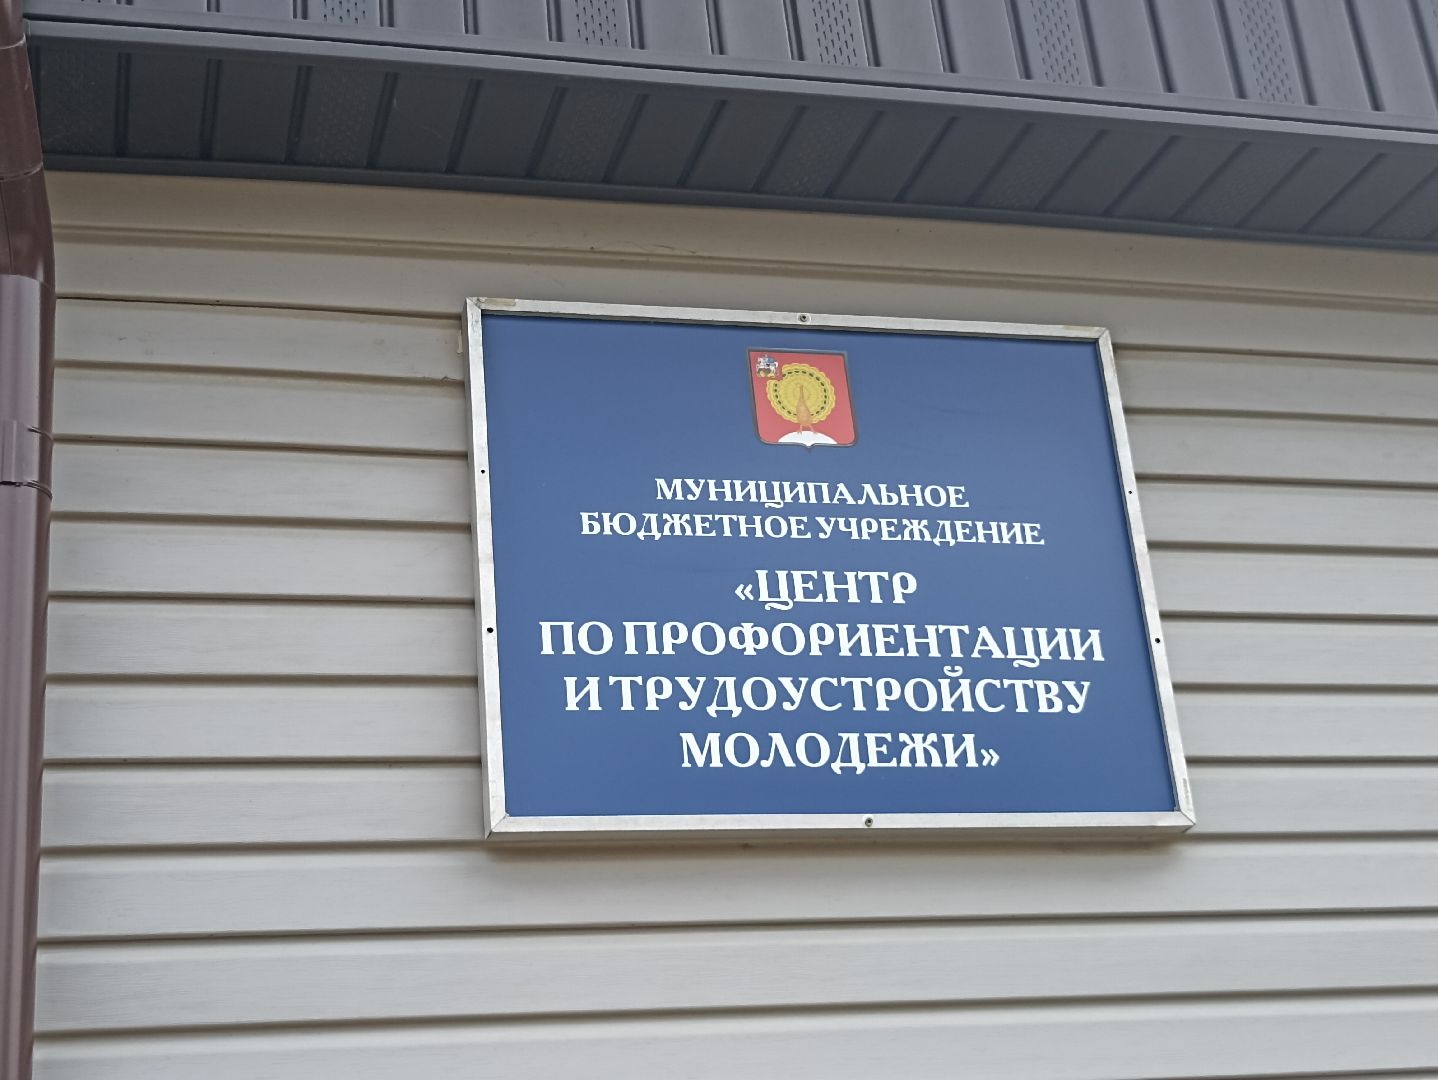 МУНИЦИПАЛЬНОЕ
БЮДЖЕТНОЕ УЧРЕЖДЕНИЕ
«ЦЕНТР
ПО ПРОФОРИЕНТАЦИИ
И ТРУДОУСТРОЙСТВУ
МОЛОДЕЖИ»